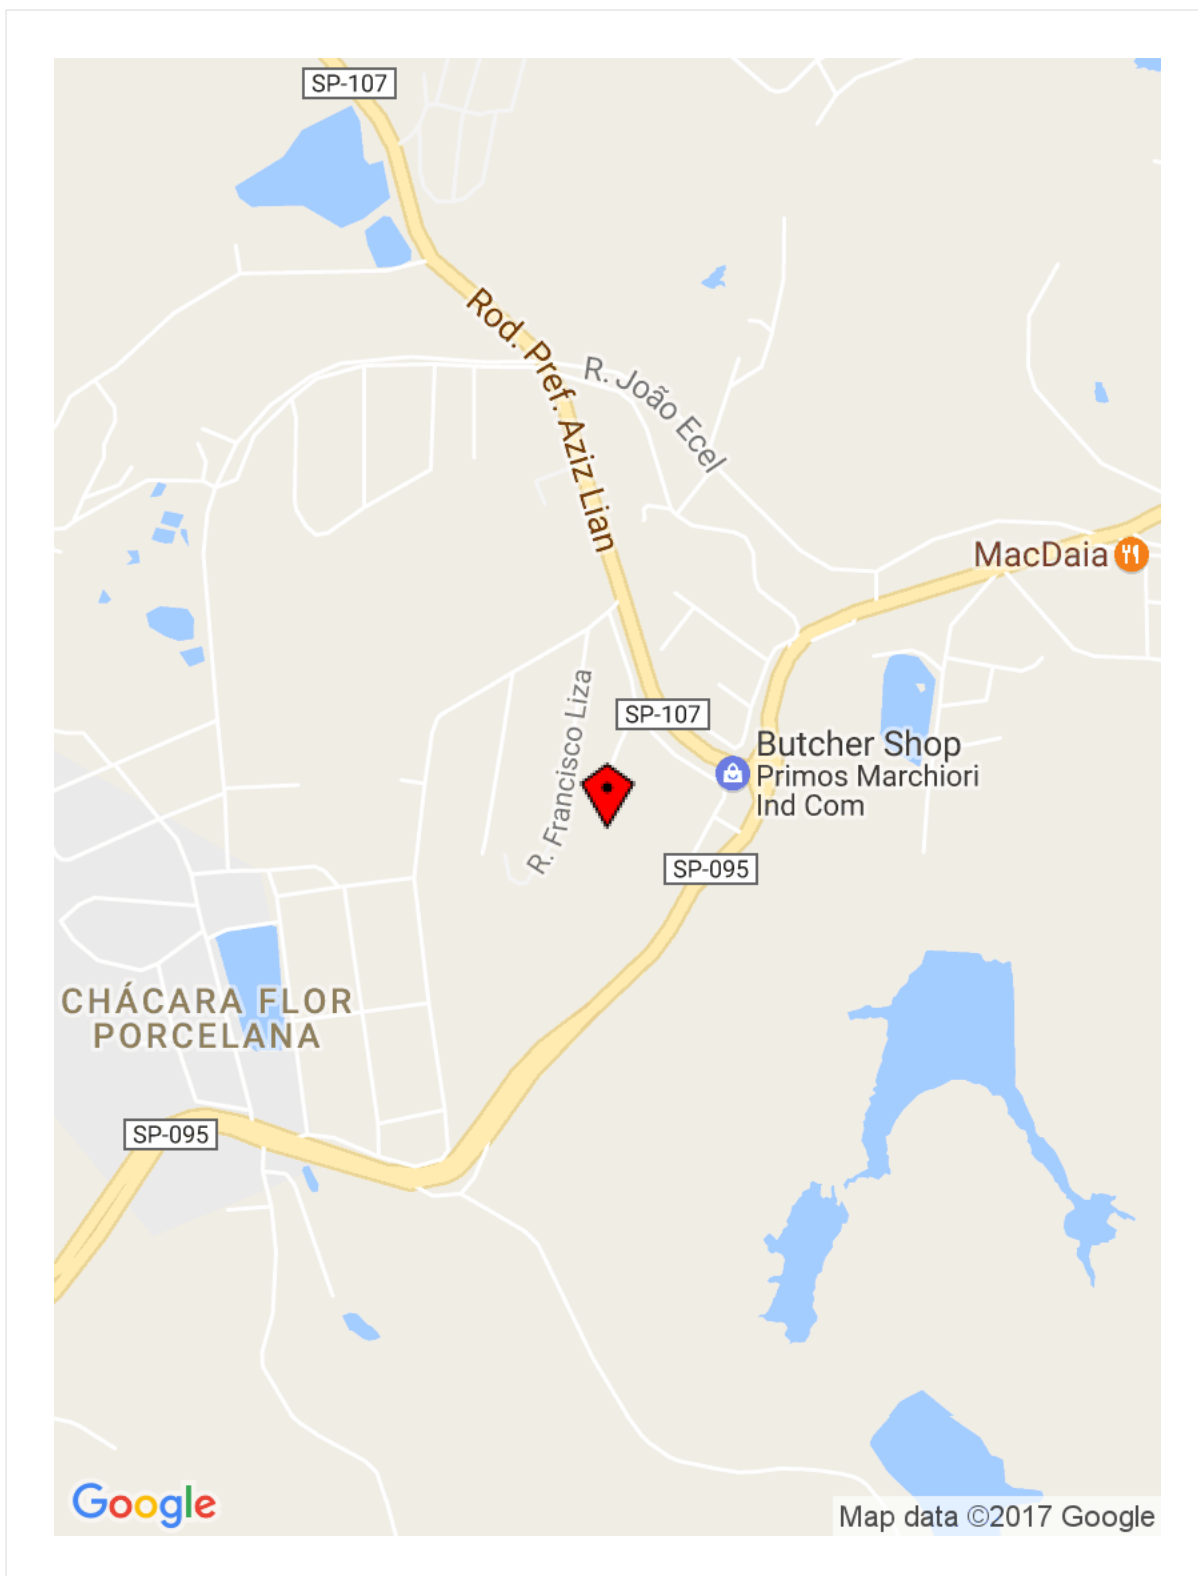 SP-107
Rod. Pref. Aziz Lian
R. João Ecel
MacDaia
R. Francisco Liza
SP-107
Butcher Shop
Primos Marchiori
Ind Com
SP-095
CHÁCARA FLOR
PORCELANA
SP-095
Google
Map data ©2017 Google